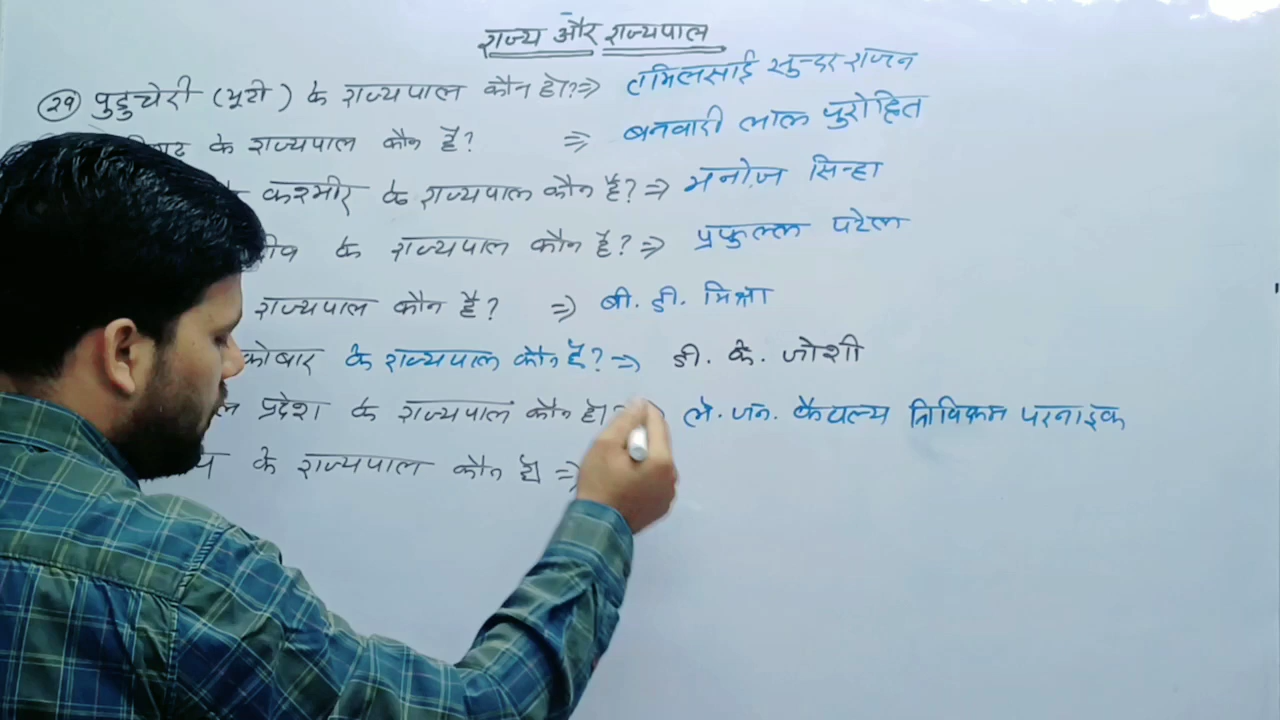 राज्य और राज्यपाल
29 पुडुचेरी (यूटी) के राज्यपाल कौन है? ⇒ तमिलसाई सुन्दरराजन
के राज्यपाल कौन है? ⇒ बनवारी लाल पुरोहित
कश्मीर के राज्यपाल कौन है? ⇒ मनोज सिन्हा
के राज्यपाल कौन है? ⇒ प्रफुल्ल पटेल
राज्यपाल कौन है? ⇒ बी. डी. मिश्रा
के राज्यपाल कौन है? ⇒ डी. के. जोशी
प्रदेश के राज्यपाल कौन है ले. जन. कैवल्य त्रिविक्रम परनाइक
के राज्यपाल कौन है ⇒